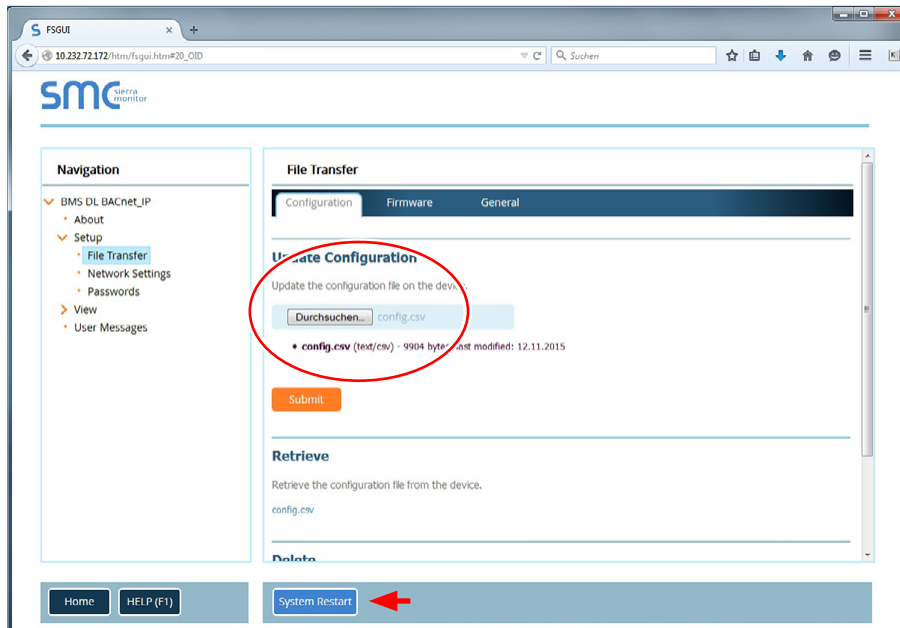 FSGUI
10.232.72.172/htm/fsgui.htm#20_OID
Suchen
SMC sierra monitor
Navigation
BMS DL BACnet_IP
About
Setup
File Transfer
Network Settings
Passwords
View
User Messages
File Transfer
Configuration Firmware General
Update Configuration
Update the configuration file on the device.
Durchsuchen... config.csv
config.csv (text/csv) - 9904 bytes, last modified: 12.11.2015
Submit
Retrieve
Retrieve the configuration file from the device.
config.csv
Delete
Home HELP (F1) System Restart